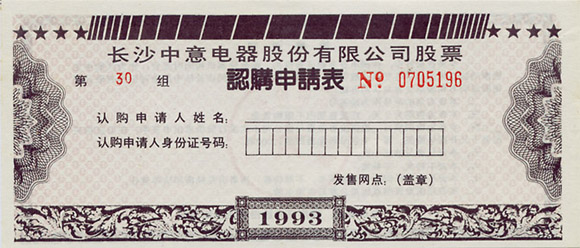 长沙中意电器股份有限公司股票
第 30 组 認購申請表 Nº 0705196
认购申请人姓名:
认购申请人身份证号码:
发售网点:(盖章)
1993